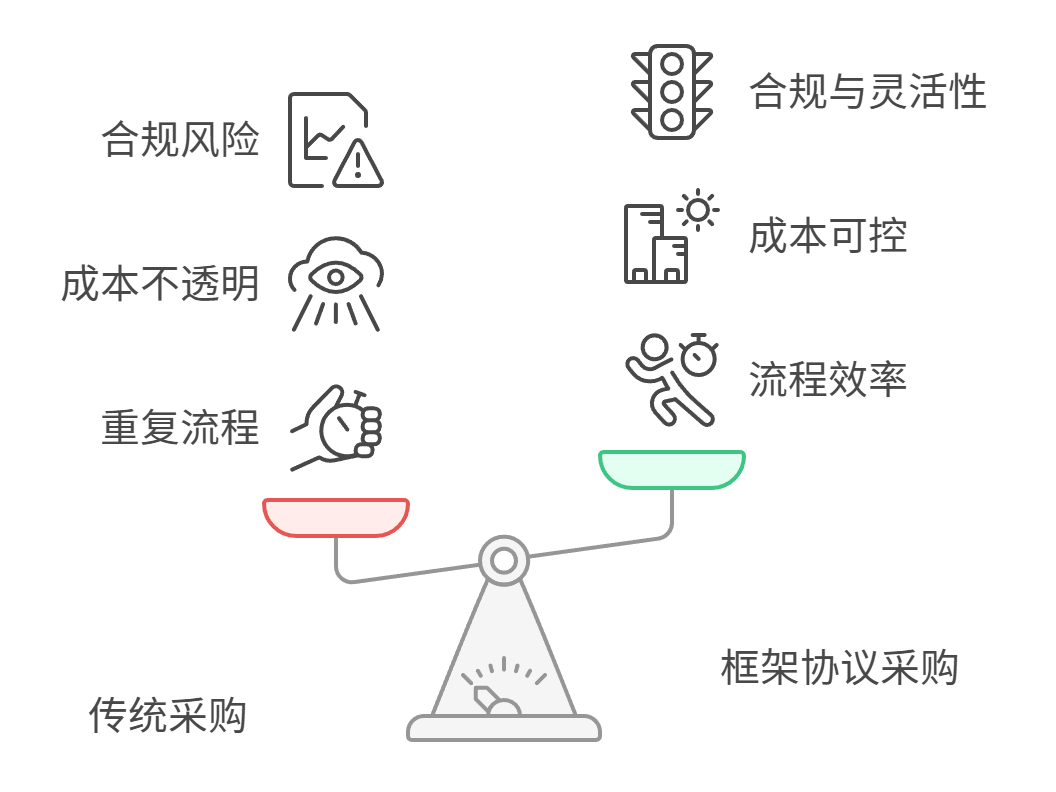 合规风险
成本不透明
重复流程
传统采购
合规与灵活性
成本可控
流程效率
框架协议采购